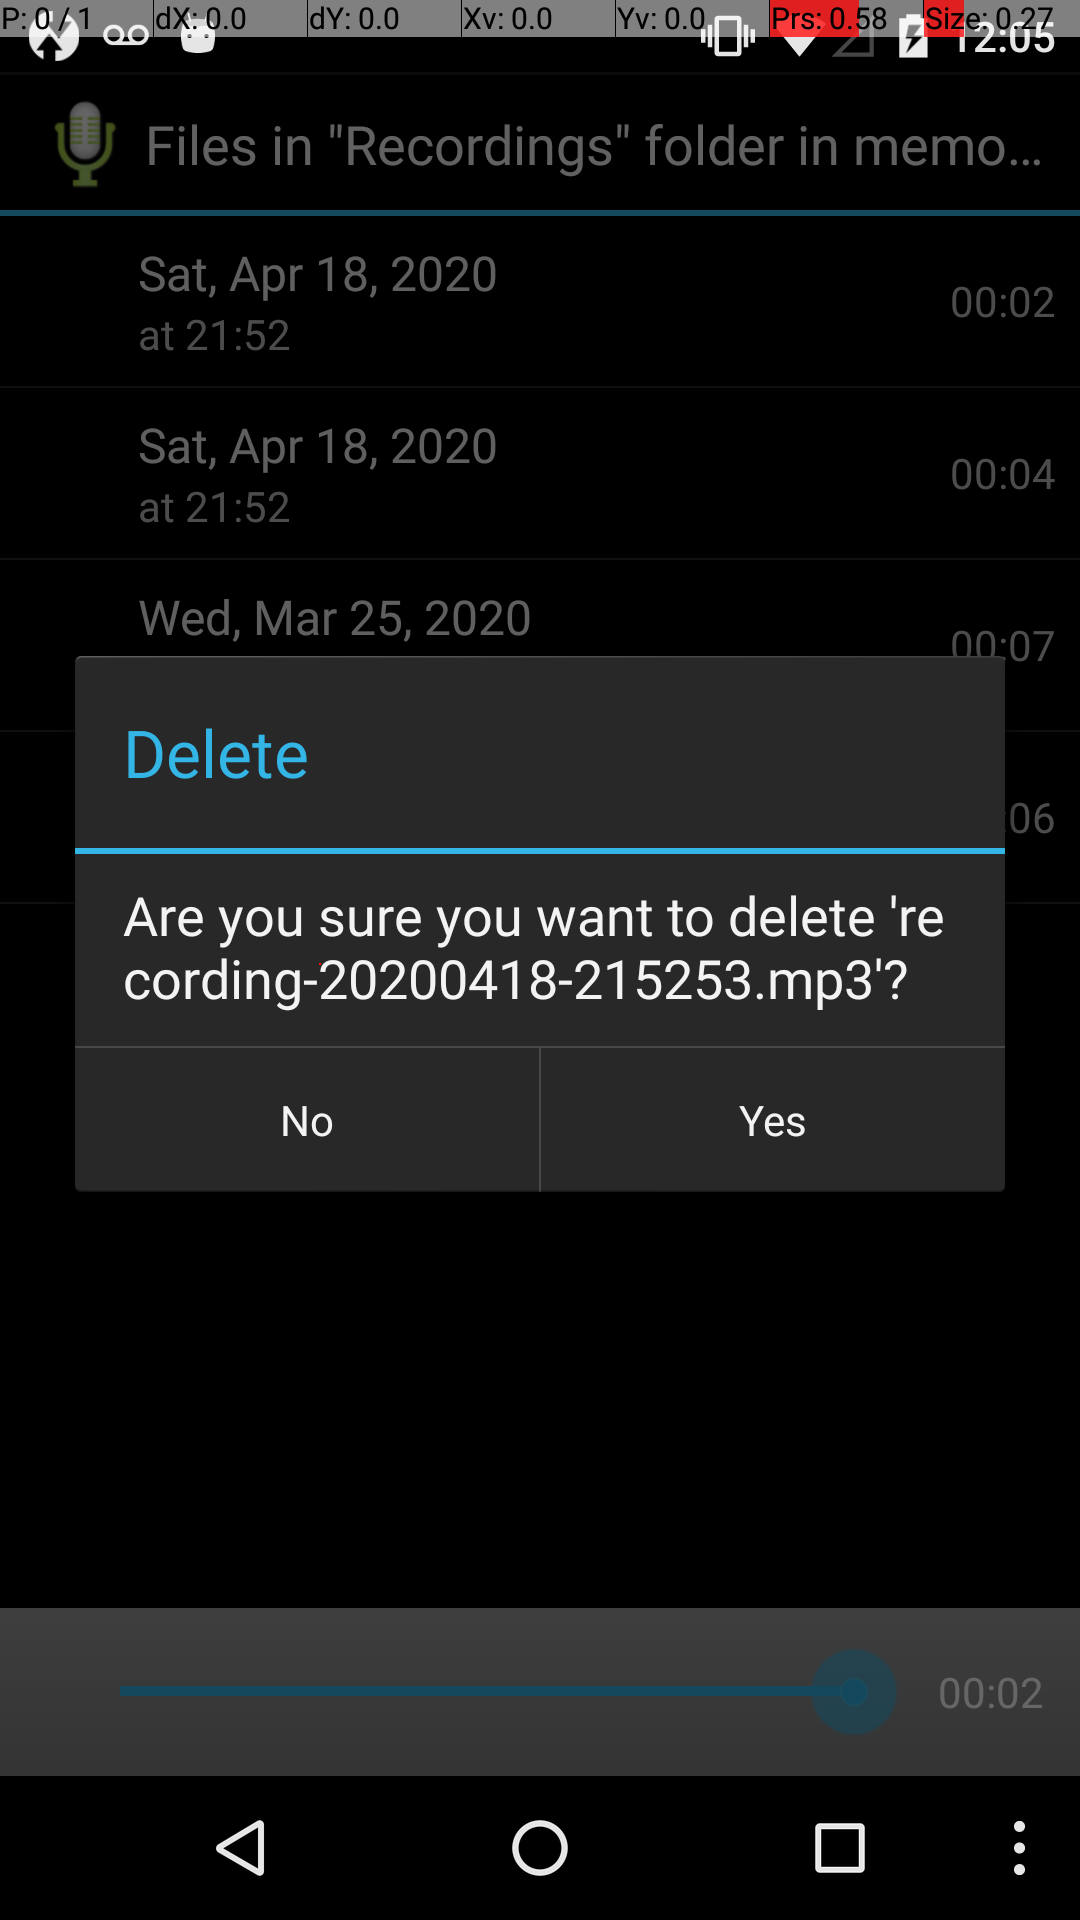 P: 0 / 1 dX: 0.0 dY: 0.0 Xv: 0.0 Yv: 0.0 Prs: 0.58 Size: 0.27
12:05
Files in "Recordings" folder in memo...
Sat, Apr 18, 2020
at 21:52
00:02
Sat, Apr 18, 2020
at 21:52
00:04
Wed, Mar 25, 2020
00:07
:06
Delete
Are you sure you want to delete 're
cording-20200418-215253.mp3'?
No Yes
00:02